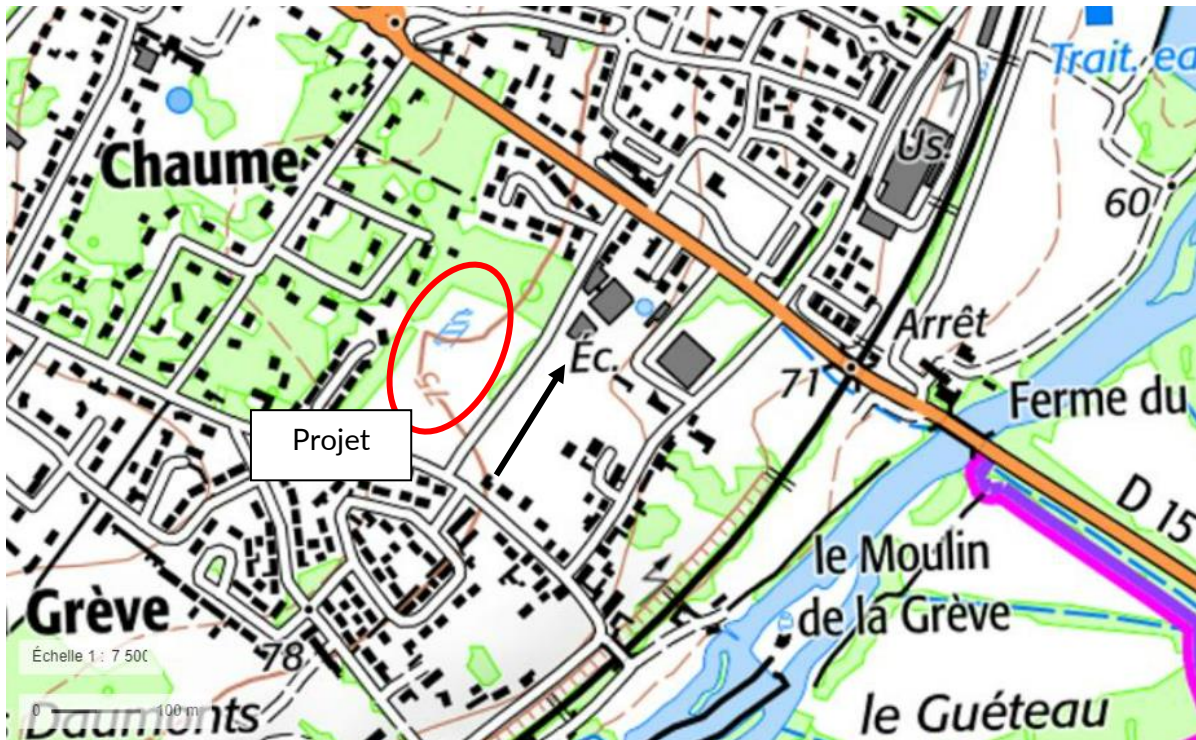 Trait. ea
Chaume
Us.
60
Arrêt
Éc.
75
71
Ferme du
Projet
D 15
le Moulin
de la Grève
Grève
Échelle 1 : 7 500
78
0 100 m
Daumonts
le Guéteau